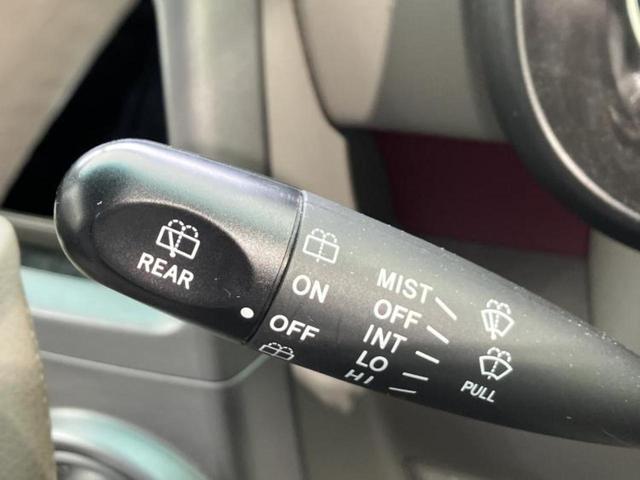 REAR
ON
OFF
MIST
OFF
INT
LO
HI
PULL